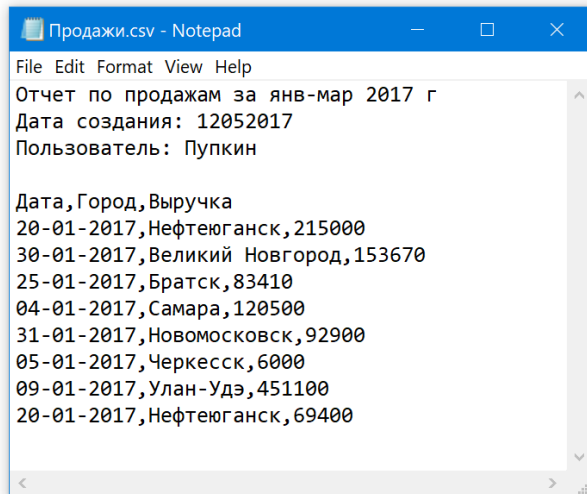 Продажи.csv - Notepad
File Edit Format View Help
Отчет по продажам за янв-мар 2017 г
Дата создания: 12052017
Пользователь: Пупкин

Дата,Город,Выручка
20-01-2017,Нефтеюганск,215000
30-01-2017,Великий Новгород,153670
25-01-2017,Братск,83410
04-01-2017,Самара,120500
31-01-2017,Новомосковск,92900
05-01-2017,Черкесск,6000
09-01-2017,Улан-Удэ,451100
20-01-2017,Нефтеюганск,69400